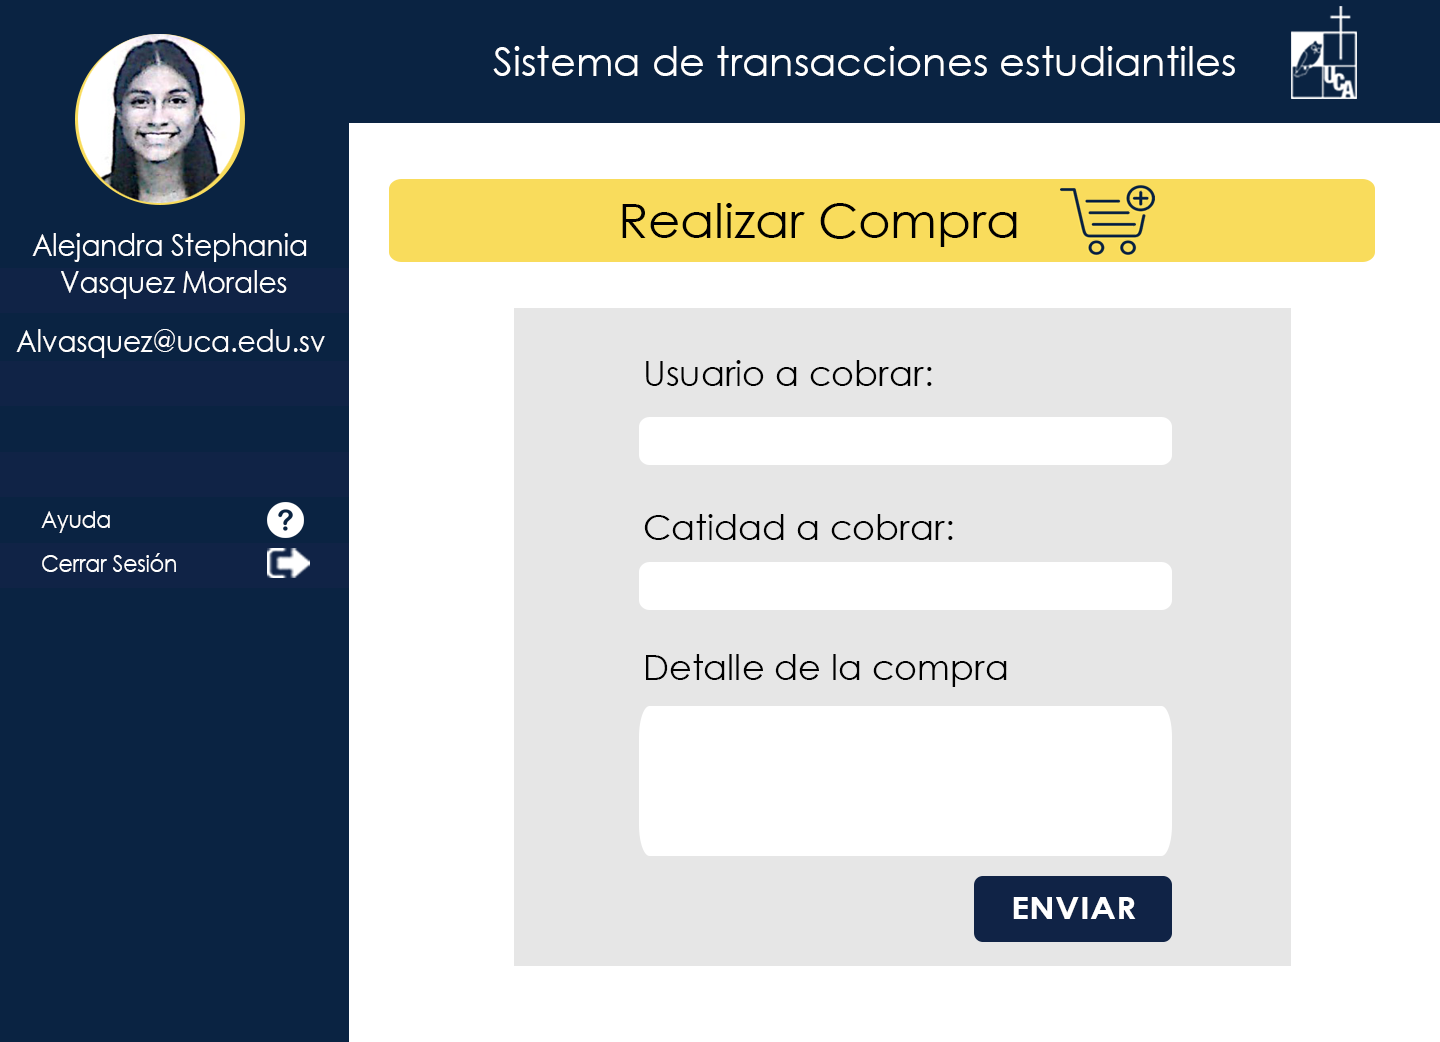 Sistema de transacciones estudiantiles
UCA
Alejandra Stephania
Vasquez Morales
Alvasquez@uca.edu.sv
Ayuda
?
Cerrar Sesión
Realizar Compra
Usuario a cobrar:
Catidad a cobrar:
Detalle de la compra
ENVIAR